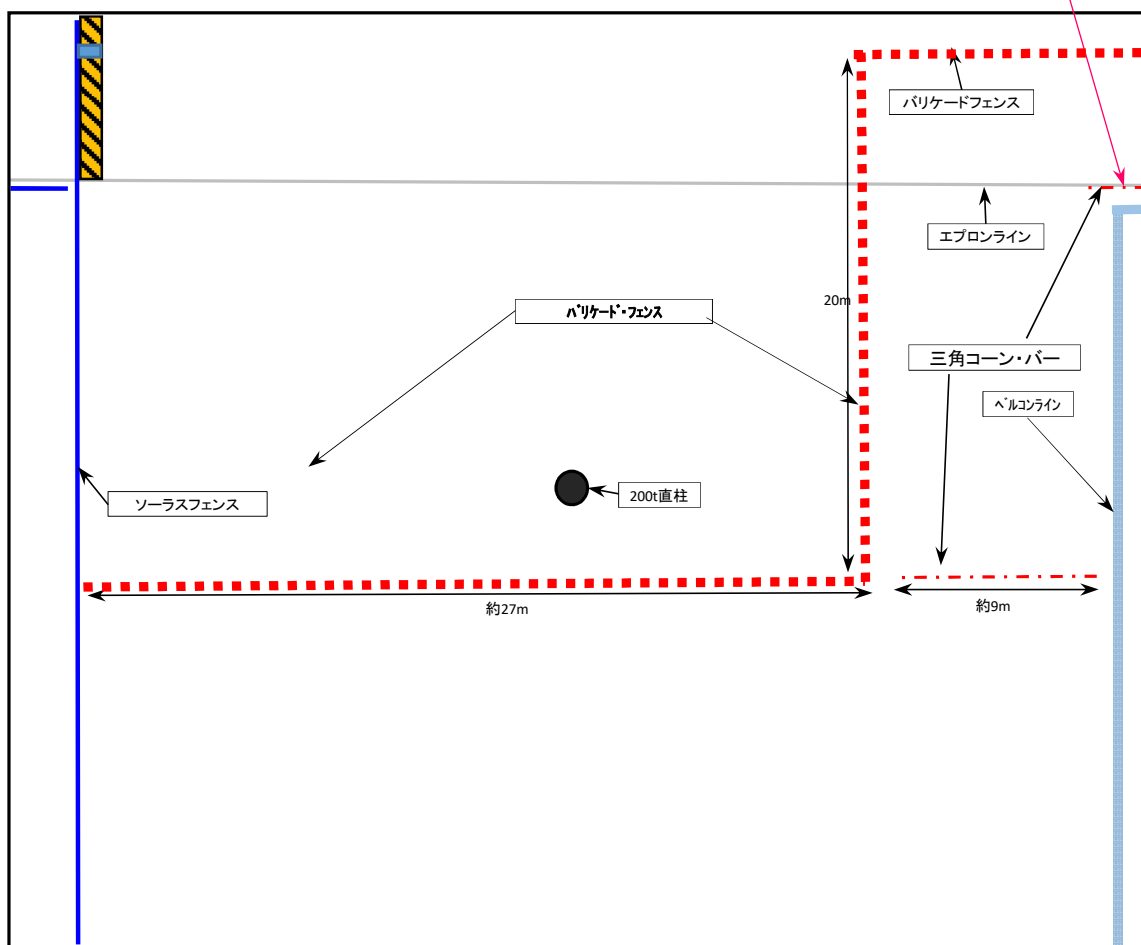 バリケードフェンス
エプロンライン
20m
ﾊﾞﾘｹｰﾄﾞ･ﾌｪﾝｽ
三角コーン・バー
ﾍﾞﾙｺﾝﾗｲﾝ
ソーラスフェンス
200t直柱
約27m
約9m